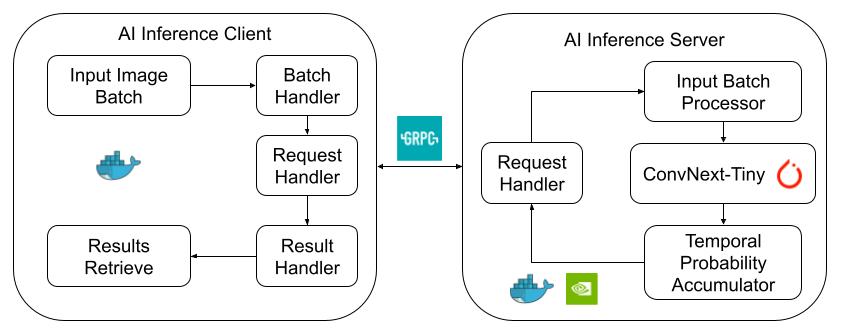 AI Inference Client
Input Image
Batch
Batch
Handler
Request
Handler
Results
Retrieve
Result
Handler
GRPC
AI Inference Server
Input Batch
Processor
Request
Handler
ConvNext-Tiny
Temporal
Probability
Accumulator